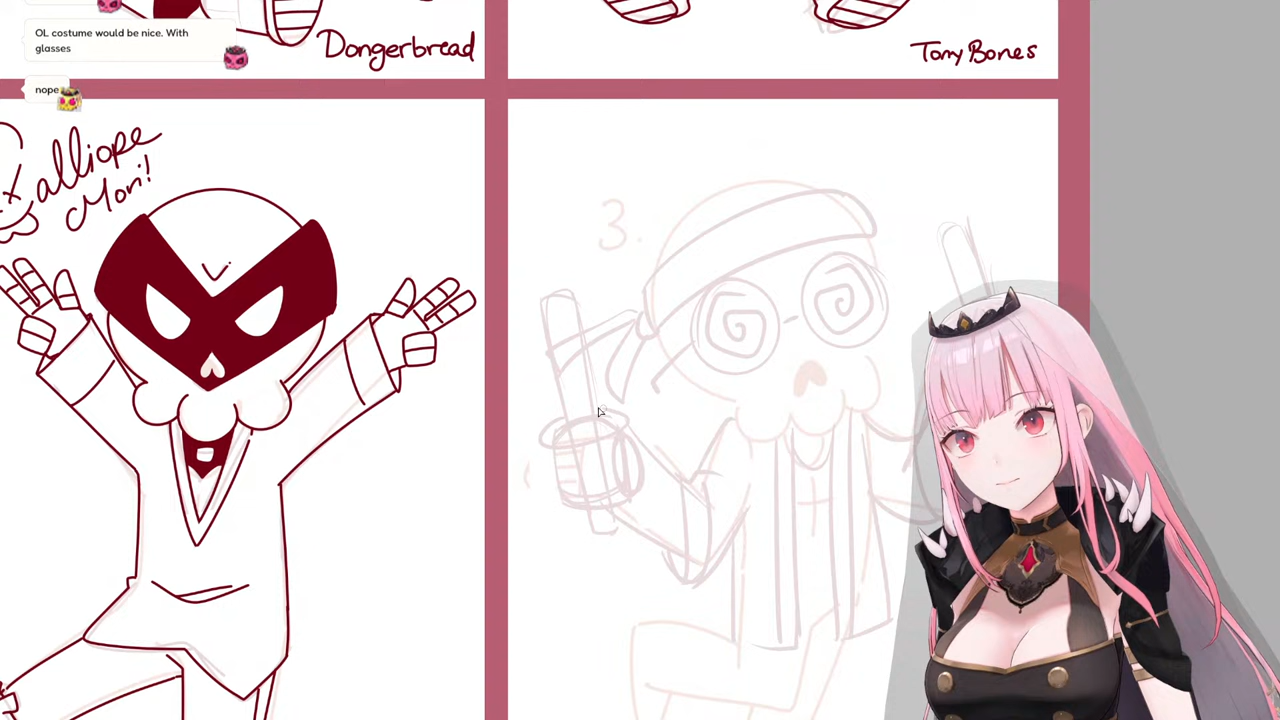 OL costume would be nice. With
glasses
nope
Dongerbread
Tony Bones
Calliope
Mori!
3.